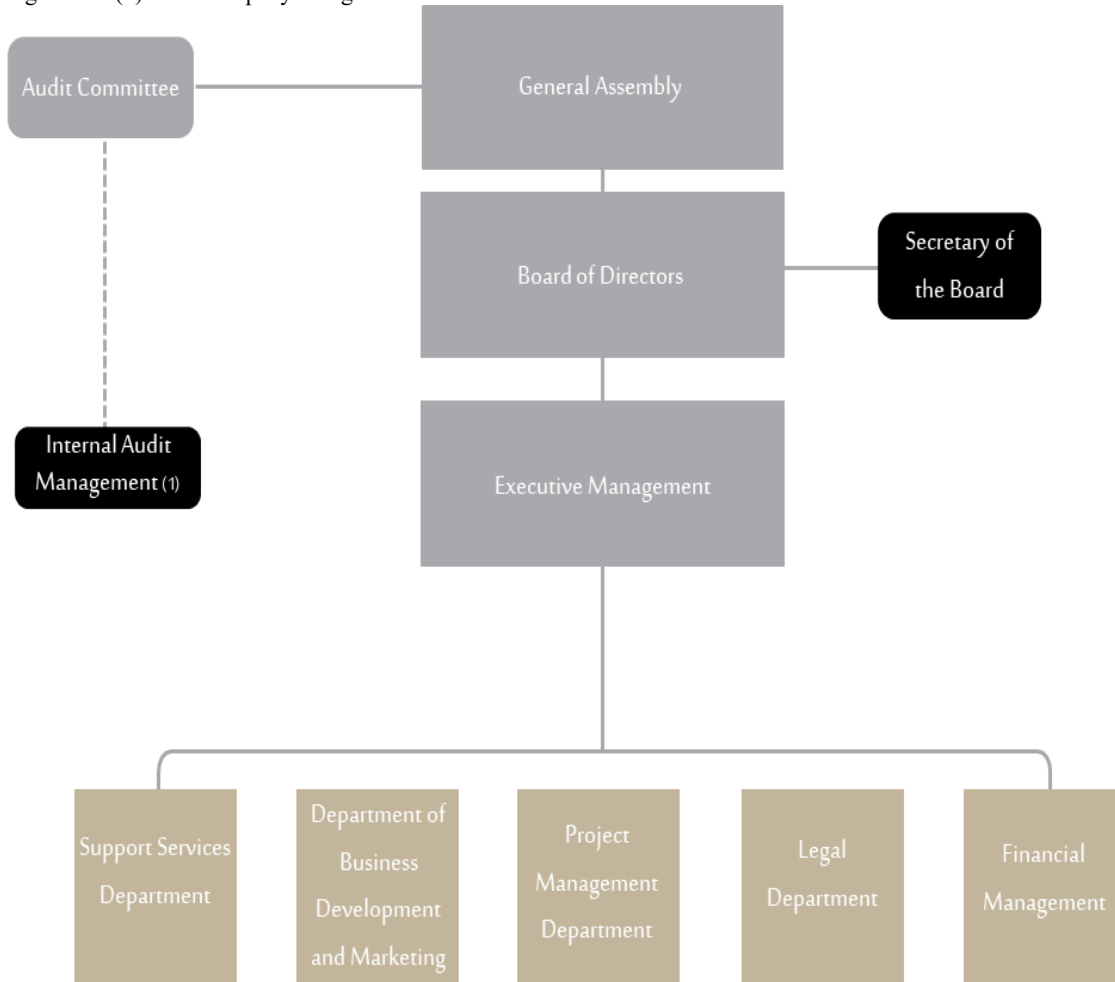 Audit Committee
General Assembly
Board of Directors
Secretary of
the Board
Internal Audit
Management (1)
Executive Management
Support Services
Department
Department of
Business
Development
and Marketing
Project
Management
Department
Legal
Department
Financial
Management